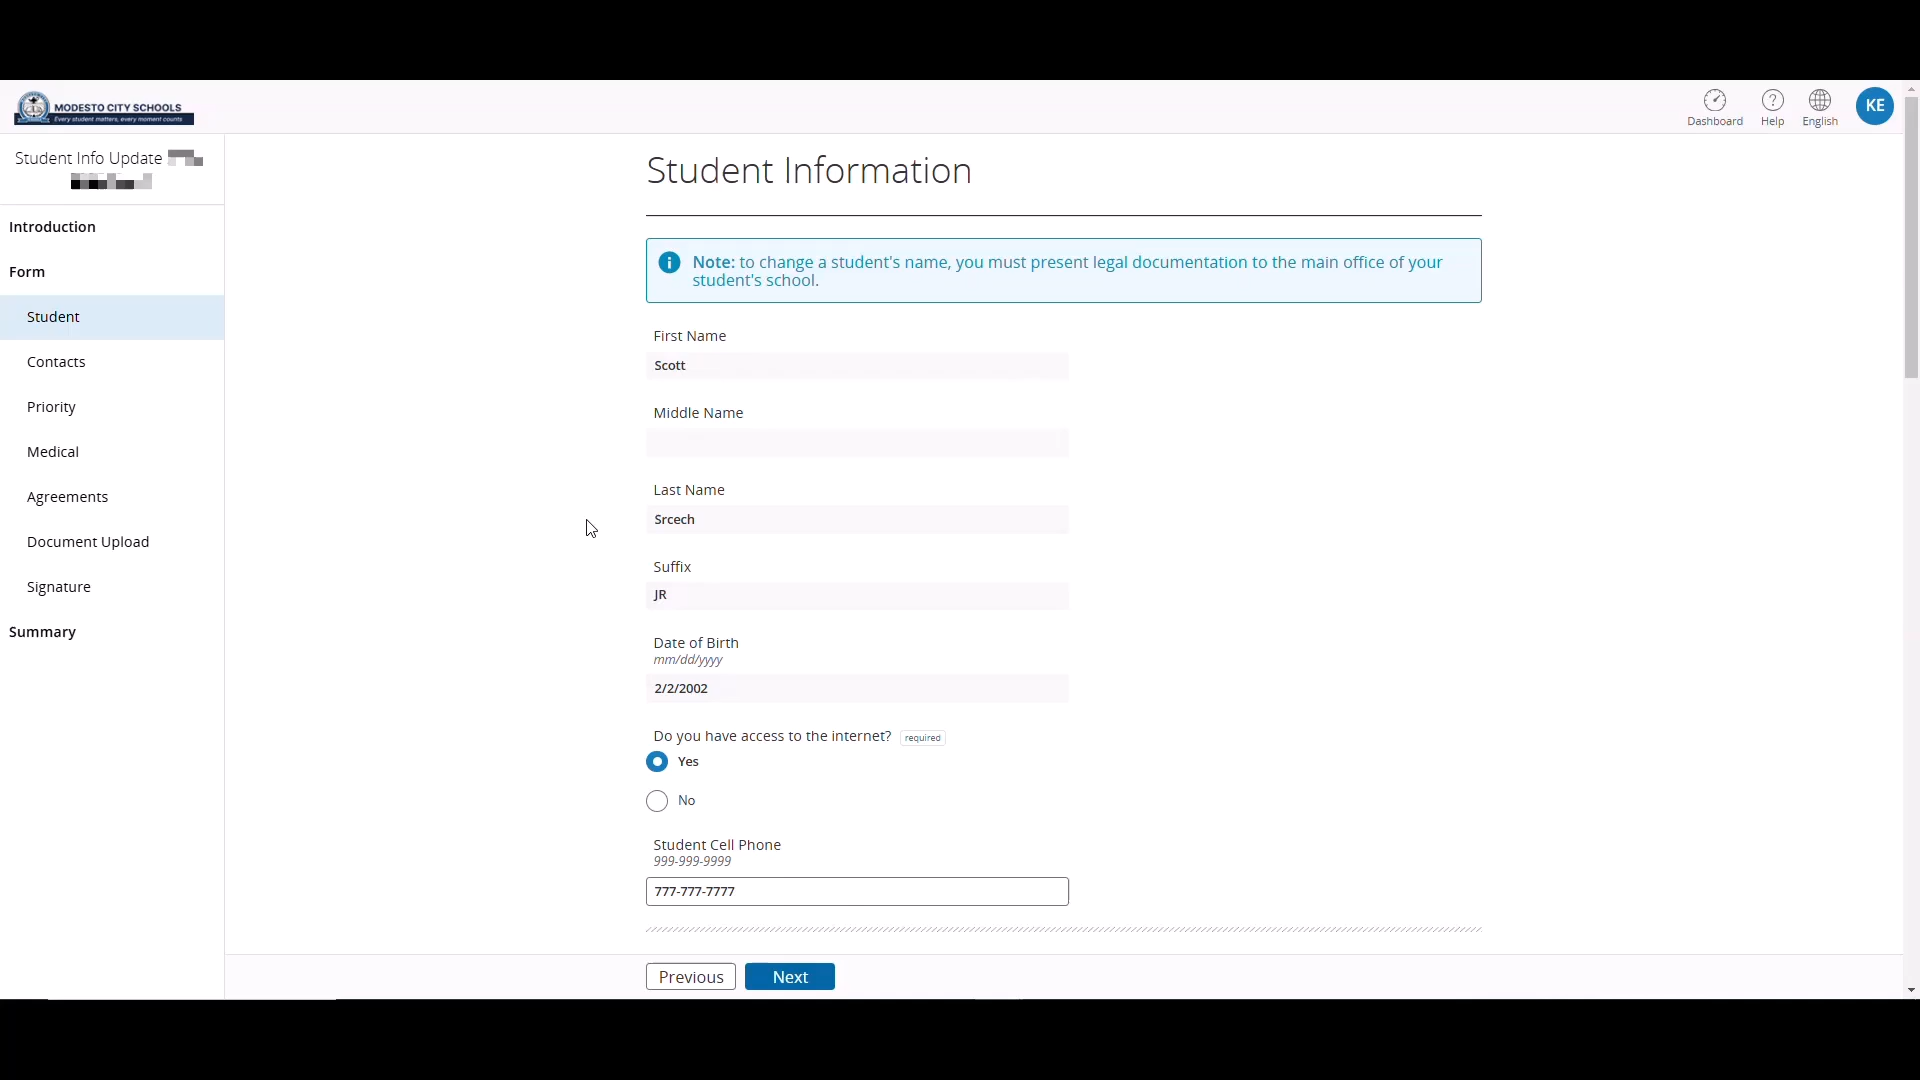 MODESTO CITY SCHOOLS
Every student matters, every moment counts
Dashboard
Help
English
KE
Student Info Update
Introduction
Form
Student
Contacts
Priority
Medical
Agreements
Document Upload
Signature
Summary
Student Information
Note: to change a student's name, you must present legal documentation to the main office of your
student's school.
First Name
Scott
Middle Name
Last Name
Srcech
Suffix
JR
Date of Birth
mm/dd/yyyy
2/2/2002
Do you have access to the internet? required
Yes
No
Student Cell Phone
999-999-9999
777-777-7777
Previous
Next